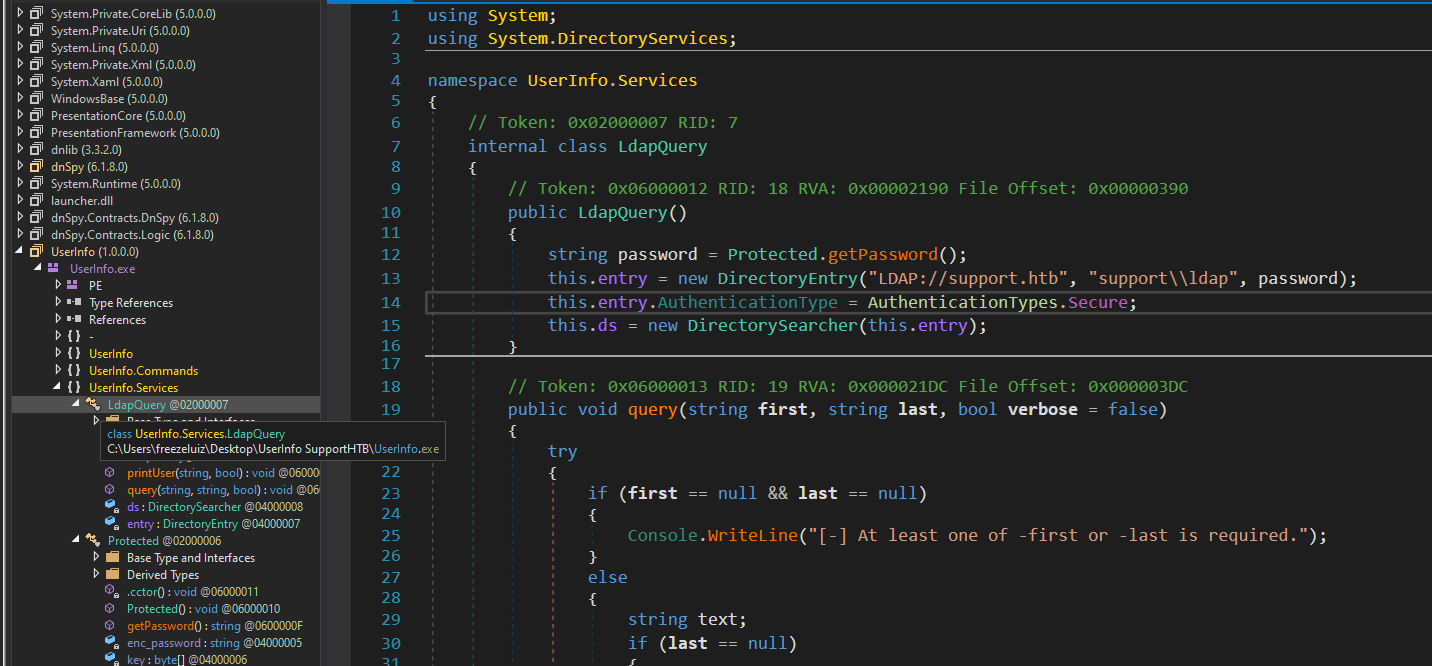 System.Private.CoreLib (5.0.0.0)
System.Private.Uri (5.0.0.0)
System.Linq (5.0.0.0)
System.Private.Xml (5.0.0.0)
System.Xaml (5.0.0.0)
WindowsBase (5.0.0.0)
PresentationCore (5.0.0.0)
PresentationFramework (5.0.0.0)
dnlib (3.3.2.0)
dnSpy (6.1.8.0)
System.Runtime (5.0.0.0)
launcher.dll
dnSpy.Contracts.DnSpy (6.1.8.0)
dnSpy.Contracts.Logic (6.1.8.0)
UserInfo (1.0.0.0)
UserInfo.exe
PE
Type References
References
{ } -
{ } UserInfo
{ } UserInfo.Commands
{ } UserInfo.Services
LdapQuery @02000007
class UserInfo.Services.LdapQuery
C:\Users\freezeluiz\Desktop\UserInfo SupportHTB\UserInfo.exe
printUser(string, bool) : void @06000
query(string, string, bool) : void @06
ds : DirectorySearcher @04000008
entry : DirectoryEntry @04000007
Protected @02000006
Base Type and Interfaces
Derived Types
.cctor() : void @06000011
Protected() : void @06000010
getPassword() : string @0600000F
enc_password : string @04000005
key : byte[] @04000006
1 using System;
2 using System.DirectoryServices;
3
4 namespace UserInfo.Services
5 {
6 // Token: 0x02000007 RID: 7
7 internal class LdapQuery
8 {
9 // Token: 0x06000012 RID: 18 RVA: 0x00002190 File Offset: 0x00000390
10 public LdapQuery()
11 {
12 string password = Protected.getPassword();
13 this.entry = new DirectoryEntry("LDAP://support.htb", "support\\ldap", password);
14 this.entry.AuthenticationType = AuthenticationTypes.Secure;
15 this.ds = new DirectorySearcher(this.entry);
16 }
17
18 // Token: 0x06000013 RID: 19 RVA: 0x000021DC File Offset: 0x000003DC
19 public void query(string first, string last, bool verbose = false)
{
try
22 {
23 if (first == null && last == null)
24 {
25 Console.WriteLine("[-] At least one of -first or -last is required.");
26 }
27 else
28 {
29 string text;
30 if (last == null)
31 {